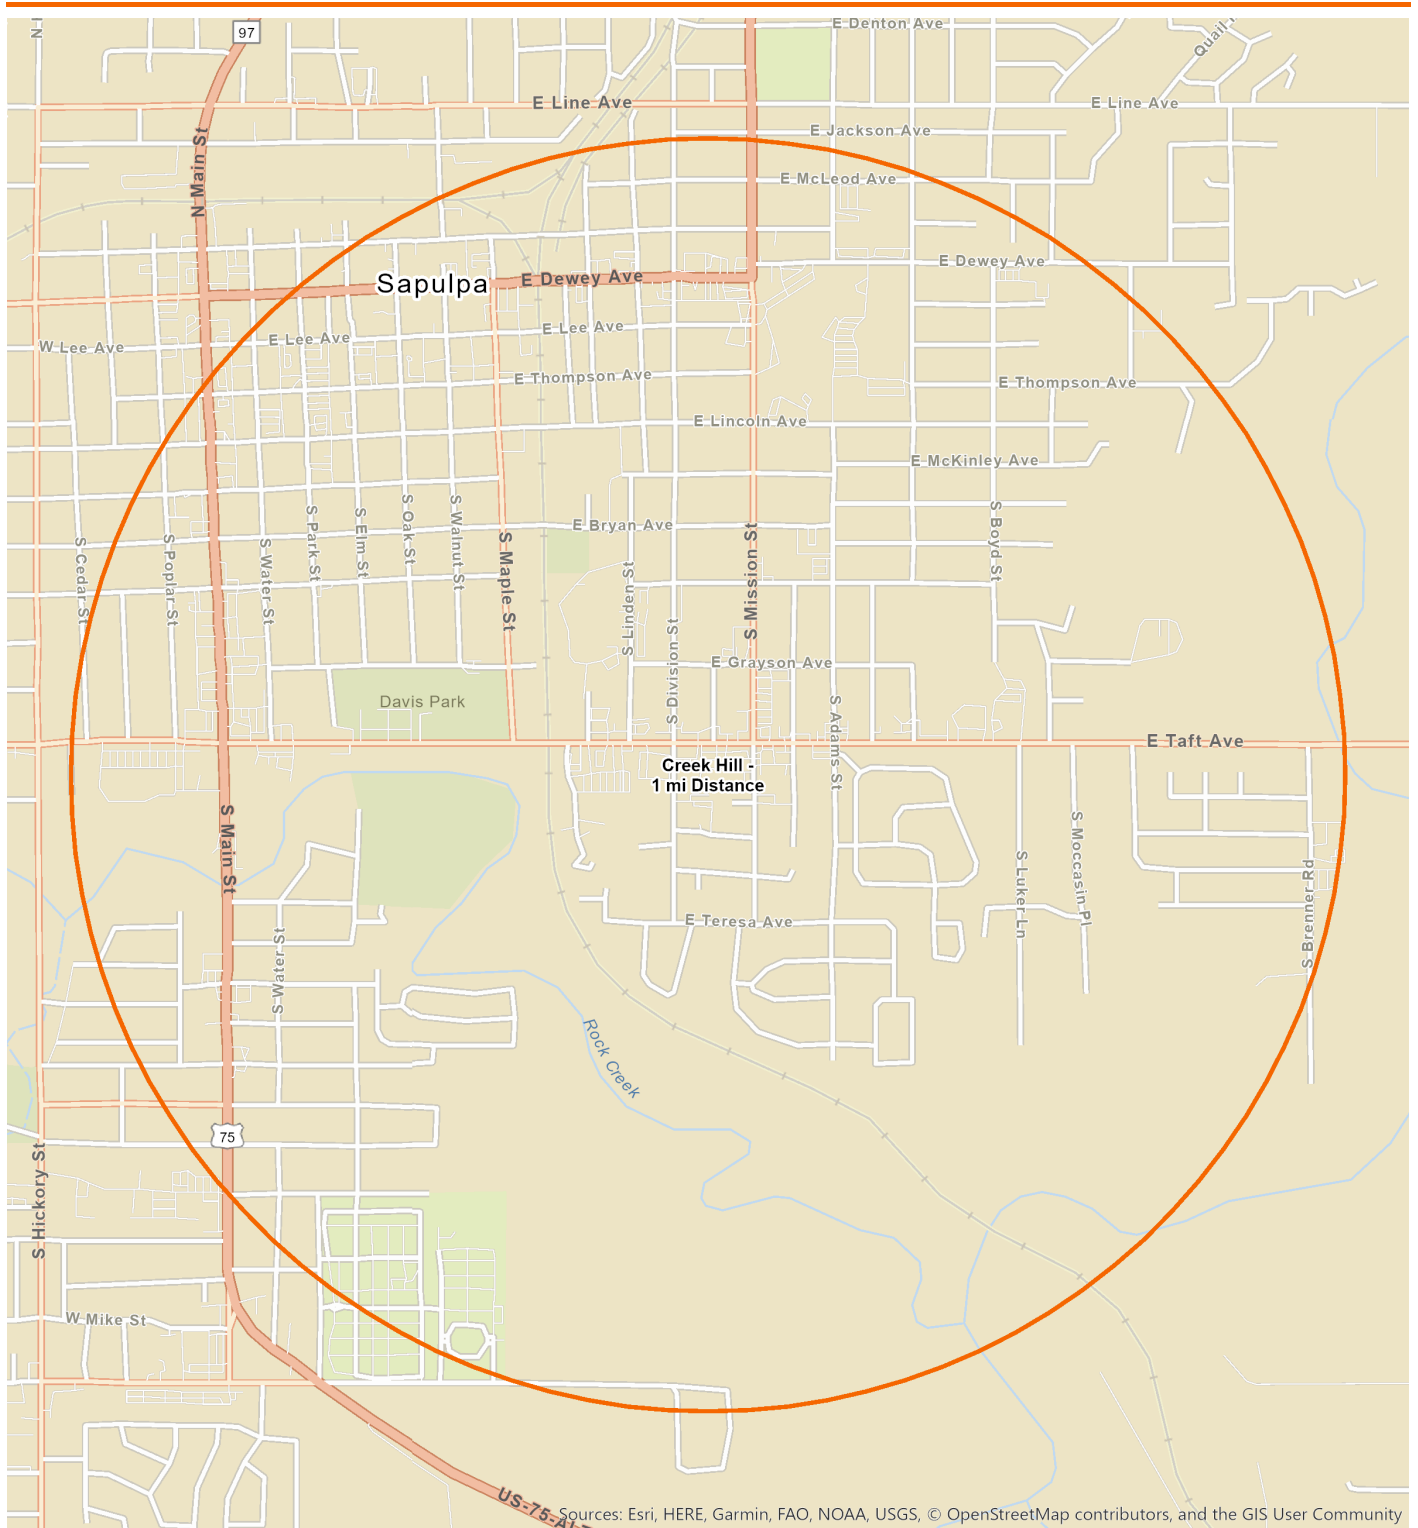 97
E Denton Ave
E Line Ave
E Line Ave
E Jackson Ave
N Main St
E McLeod Ave
E Dewey Ave
Sapulpa
E Dewey Ave
E Lee Ave
E Lee Ave
W Lee Ave
E Thompson Ave
E Thompson Ave
E Lincoln Ave
E McKinley Ave
E Bryan Ave
S Cedar St
S Poplar St
S Water St
S Park St
S Elm St
S Oak St
S Walnut St
S Maple St
S Linden St
S Division St
S Mission St
S Boyd St
E Grayson Ave
Davis Park
S Adams St
E Taft Ave
Creek Hill -
1 mi Distance
S Main St
S Luker Ln
S Moccasin Pl
S Brenner Rd
E Teresa Ave
S Water St
Rock Creek
75
S Hickory St
W Mike St
US-75-Al
Sources: Esri, HERE, Garmin, FAO, NOAA, USGS, © OpenStreetMap contributors, and the GIS User Community